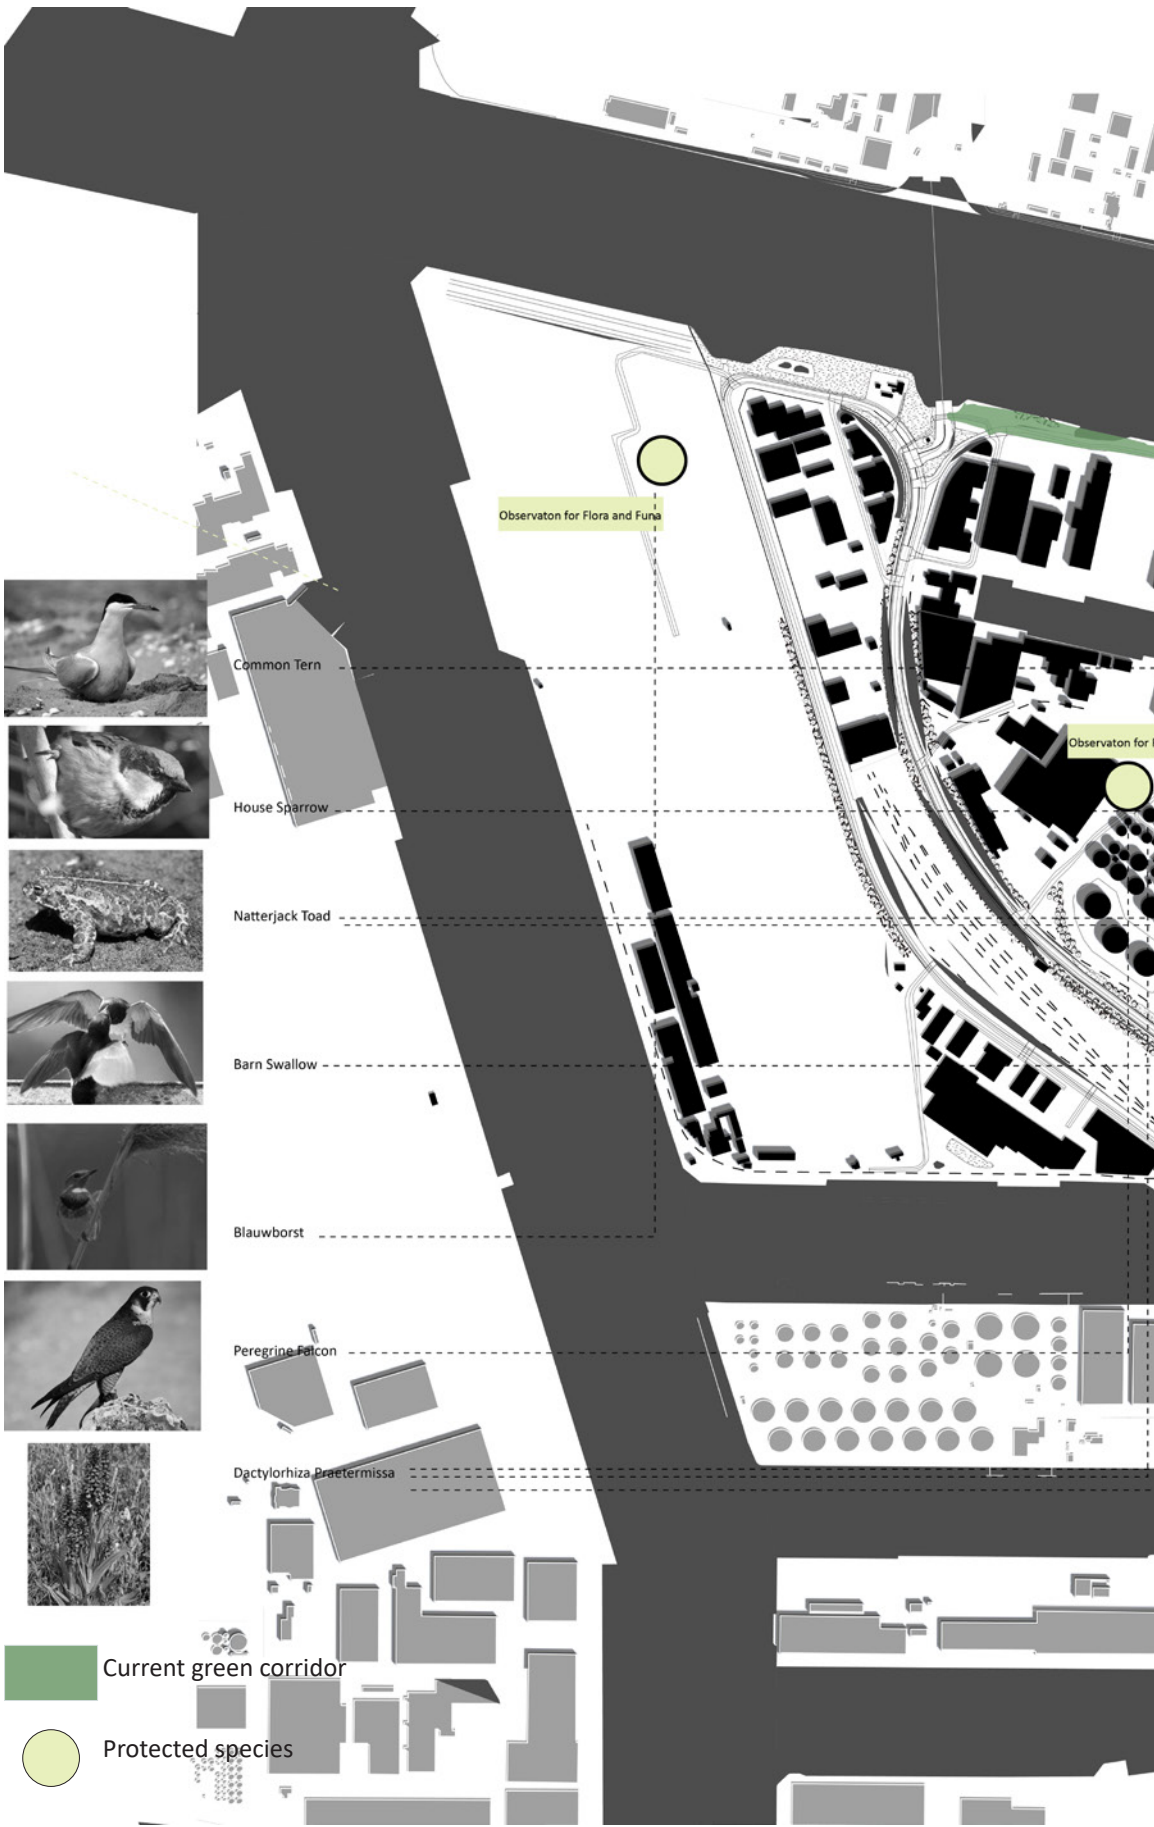 Observaton for Flora and Funa
Common Tern
Observaton for
House Sparrow
Natterjack Toad
Barn Swallow
Blauwborst
Peregrine Falcon
Dactylorhiza Praetermissa
Current green corridor
Protected species